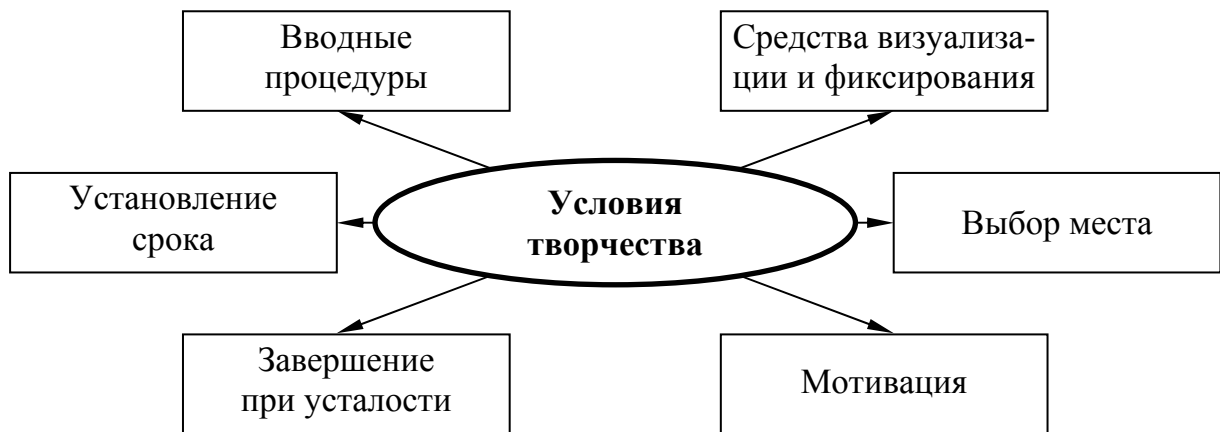 Вводные
процедуры
Средства визуализа-
ции и фиксирования
Установление
срока
Условия
творчества
Выбор места
Завершение
при усталости
Мотивация